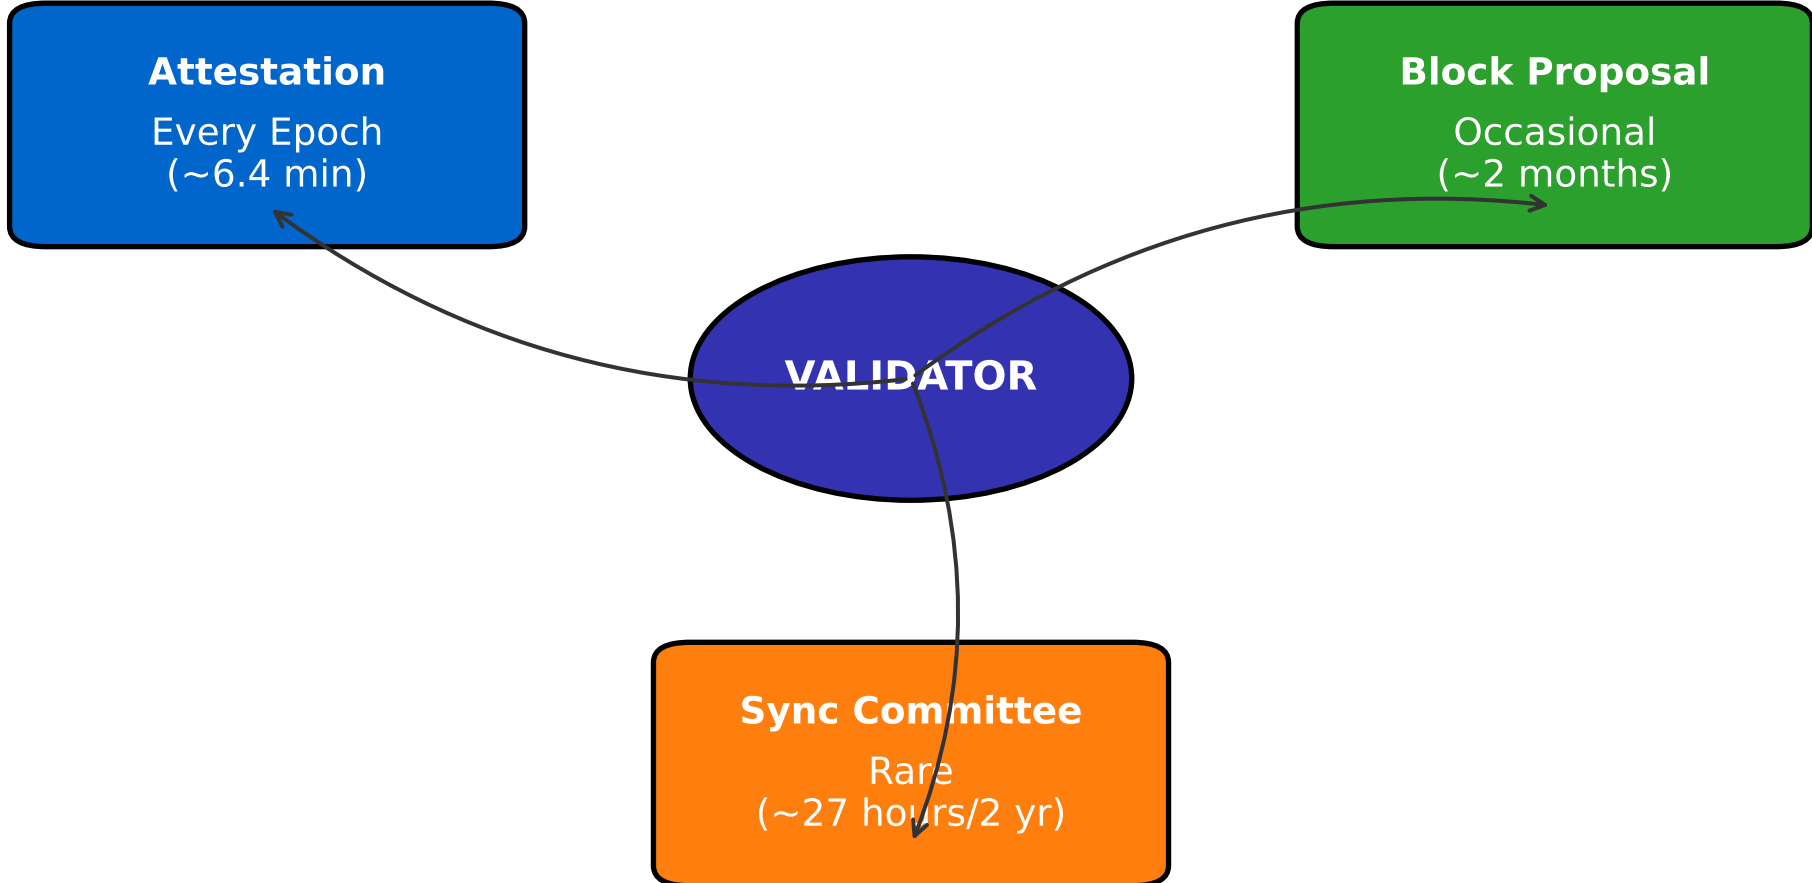 Attestation
Every Epoch
(~6.4 min)
Block Proposal
Occasional
(~2 months)
VALIDATOR
Sync Committee
Rare
(~27 hours/2 yr)